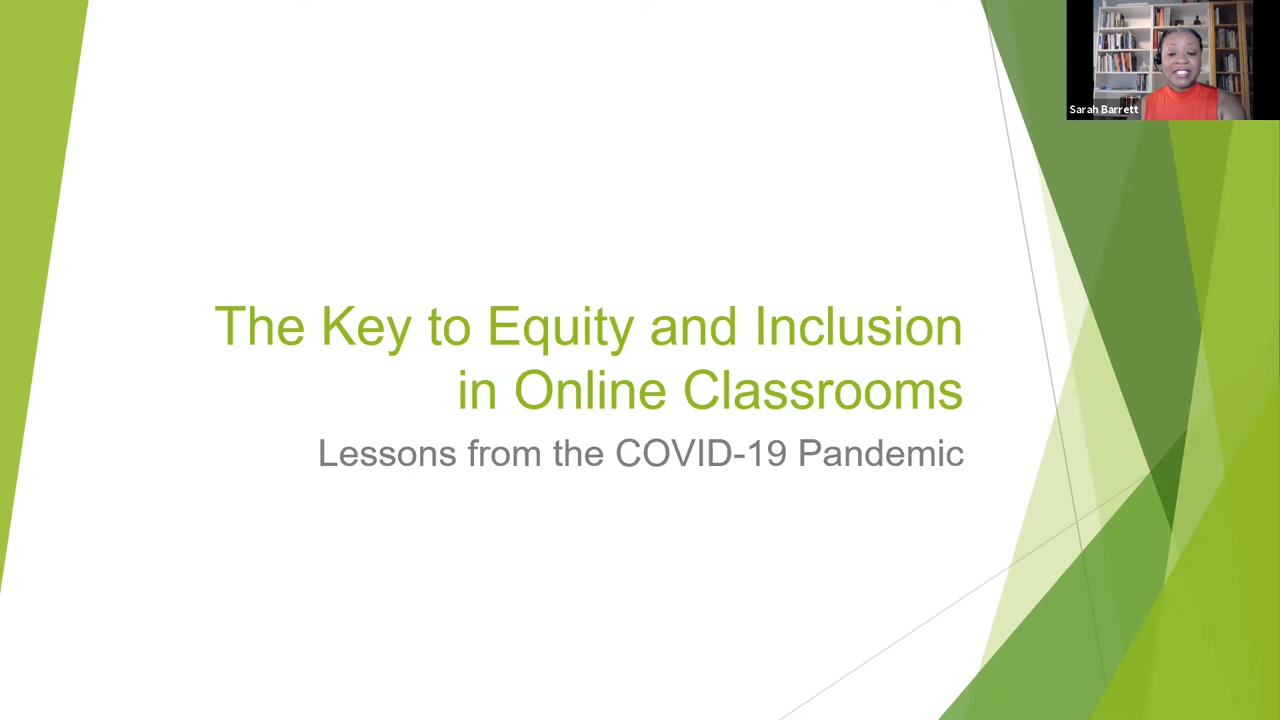 Sarah Barrett
The Key to Equity and Inclusion
in Online Classrooms
Lessons from the COVID-19 Pandemic